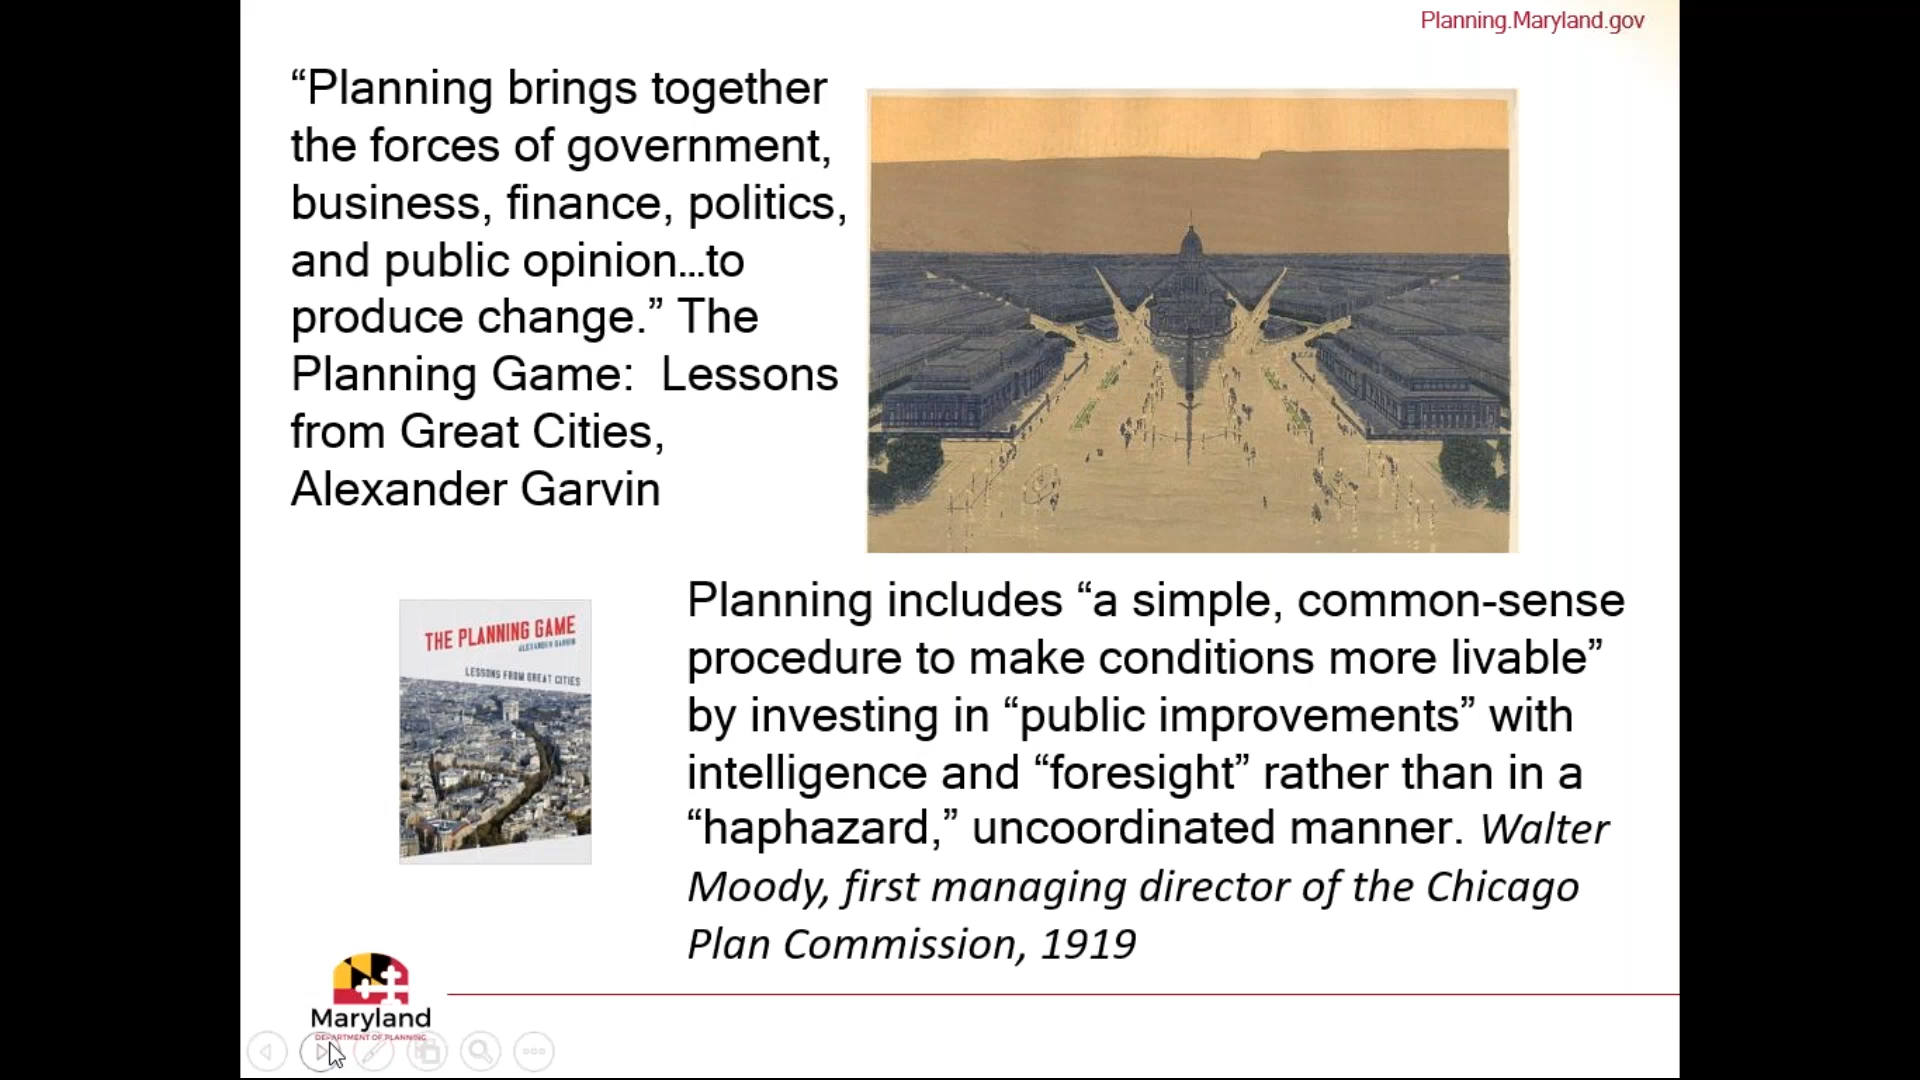 Planning.Maryland.gov
“Planning brings together
the forces of government,
business, finance, politics,
and public opinion…to
produce change.” The
Planning Game:  Lessons
from Great Cities,
Alexander Garvin
THE PLANNING GAME
ALEXANDER GARVIN
LESSONS FROM GREAT CITIES
Planning includes “a simple, common-sense
procedure to make conditions more livable”
by investing in “public improvements” with
intelligence and “foresight” rather than in a
“haphazard,” uncoordinated manner. Walter
Moody, first managing director of the Chicago
Plan Commission, 1919
Maryland
DEPARTMENT OF PLANNING